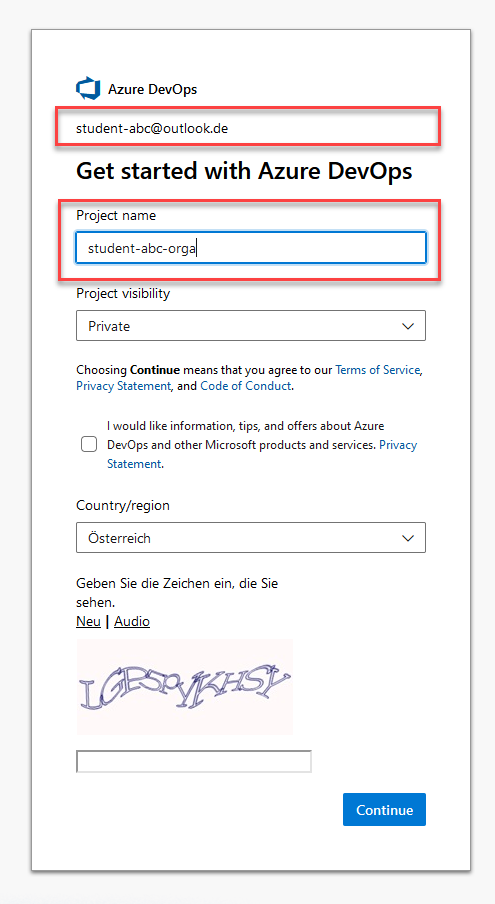 Azure DevOps
student-abc@outlook.de
Get started with Azure DevOps
Project name
student-abc-orga
Project visibility
Private
Choosing Continue means that you agree to our Terms of Service,
Privacy Statement, and Code of Conduct.
I would like information, tips, and offers about Azure
DevOps and other Microsoft products and services. Privacy
Statement.
Country/region
Österreich
Geben Sie die Zeichen ein, die Sie
sehen.
Neu | Audio
Continue